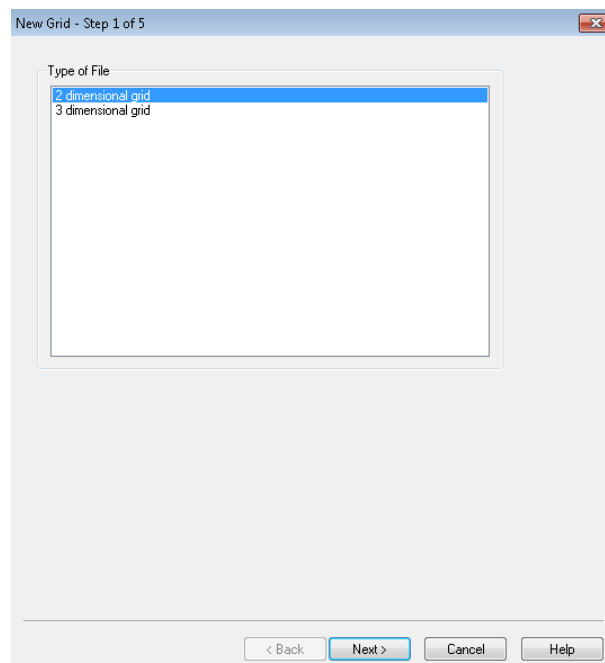 New Grid - Step 1 of 5
Type of File
2 dimensional grid
3 dimensional grid
< Back Next > Cancel Help